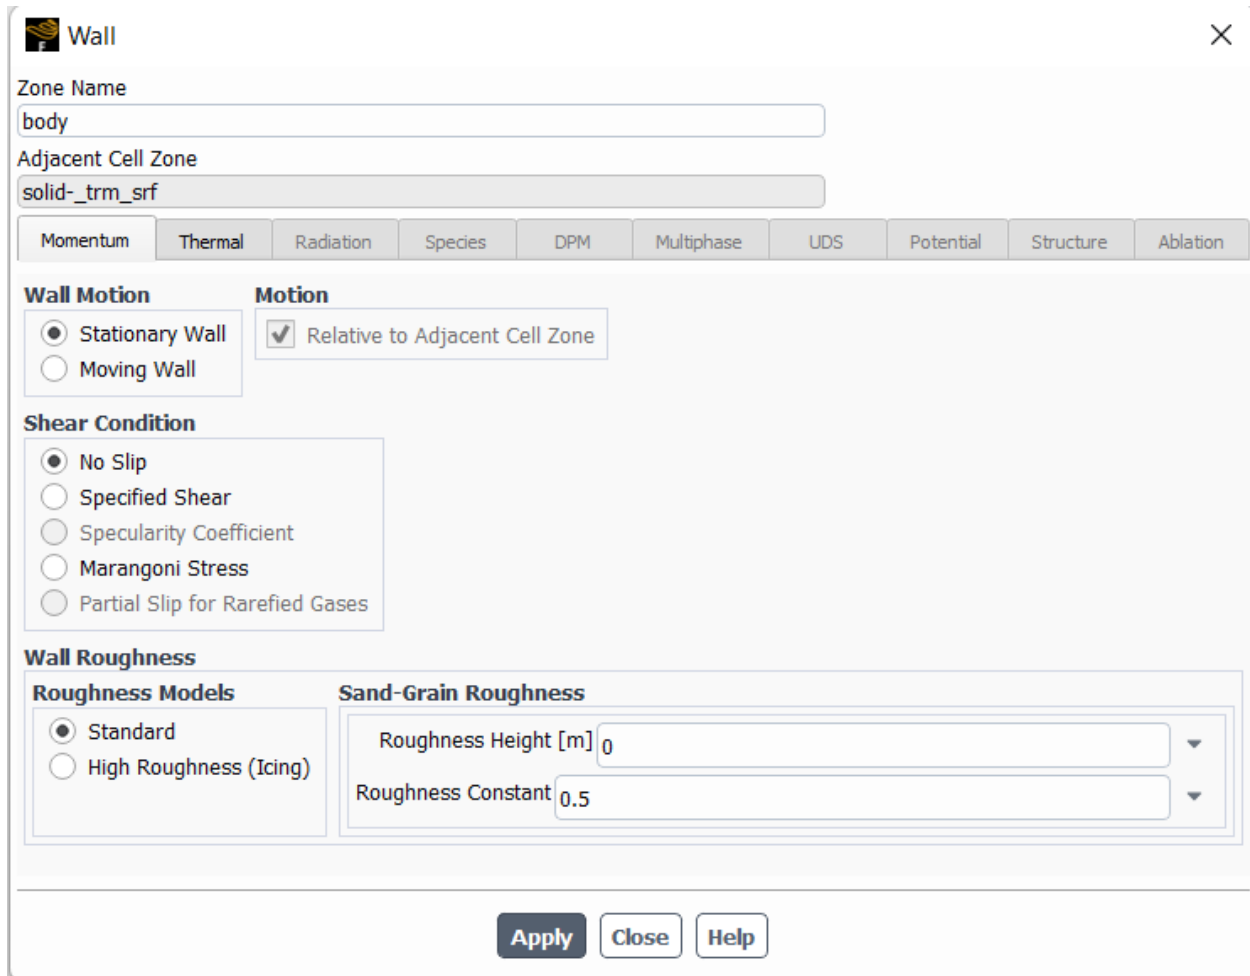 Wall
Zone Name
body
Adjacent Cell Zone
solid-_trm_srf
Momentum Thermal Radiation Species DPM Multiphase UDS Potential Structure Ablation
Wall Motion Motion
Stationary Wall Relative to Adjacent Cell Zone
Moving Wall
Shear Condition
No Slip
Specified Shear
Specularity Coefficient
Marangoni Stress
Partial Slip for Rarefied Gases
Wall Roughness
Roughness Models Sand-Grain Roughness
Standard Roughness Height [m] 0
High Roughness (Icing) Roughness Constant 0.5
Apply Close Help